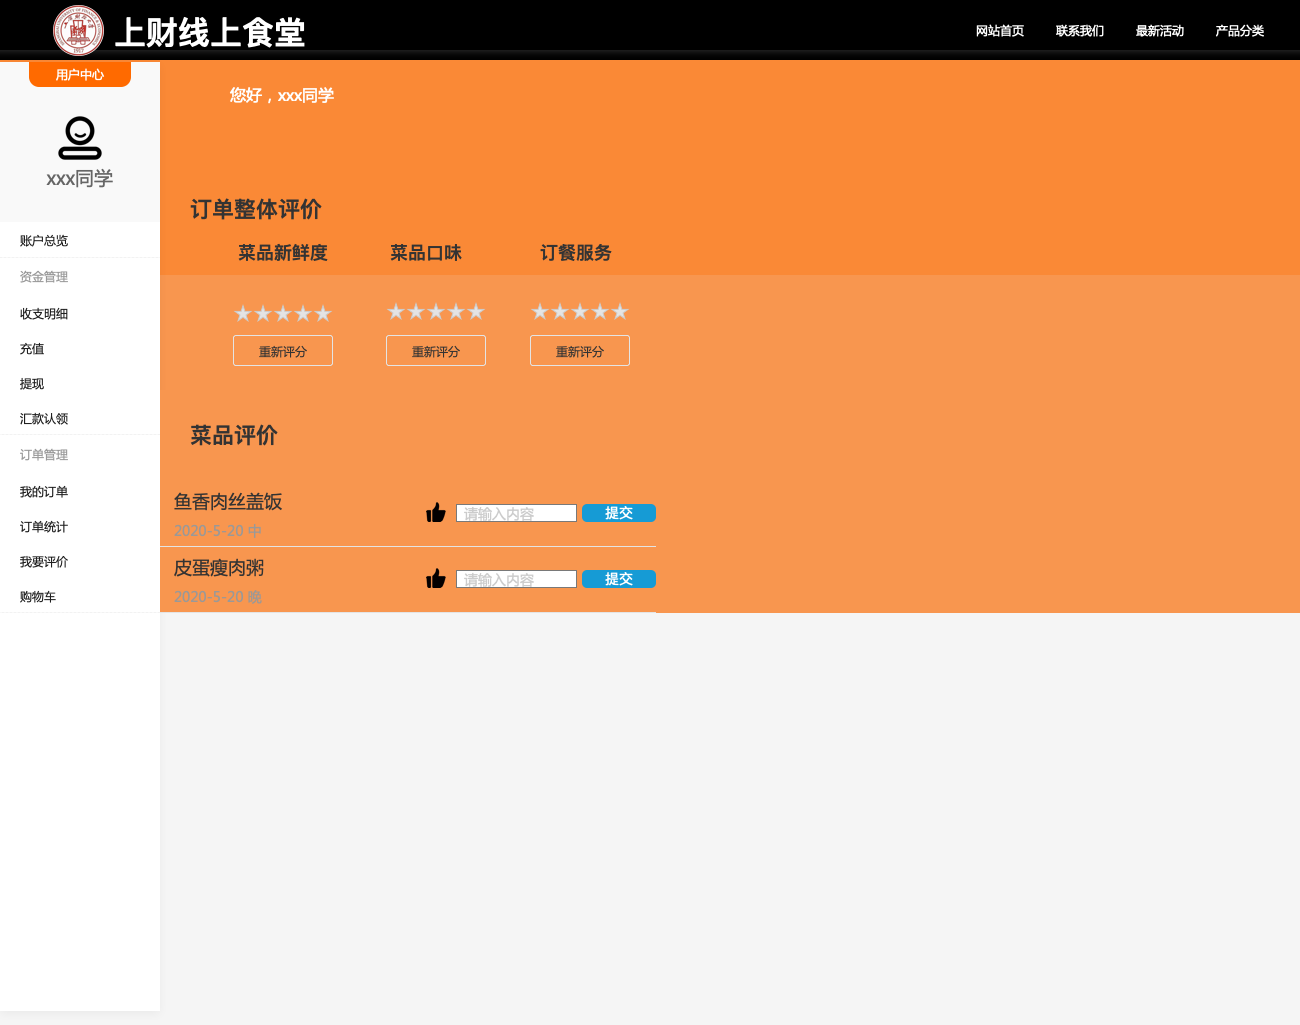 上财线上食堂
网站首页 联系我们 最新活动 产品分类
用户中心
您好，xxx同学
xxx同学
订单整体评价
菜品新鲜度 菜品口味 订餐服务
重新评分 重新评分 重新评分
菜品评价
鱼香肉丝盖饭
请输入内容 提交
2020-5-20 中
皮蛋瘦肉粥
请输入内容 提交
2020-5-20 晚
账户总览
资金管理
收支明细
充值
提现
汇款认领
订单管理
我的订单
订单统计
我要评价
购物车